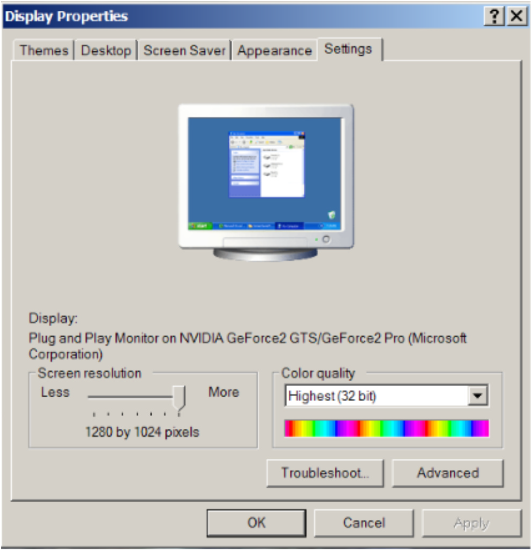 Display Properties
Themes Desktop Screen Saver Appearance Settings
Display:
Plug and Play Monitor on NVIDIA GeForce2 GTS/GeForce2 Pro (Microsoft
Corporation)
Screen resolution Color quality
Less More Highest (32 bit)
1280 by 1024 pixels
Troubleshoot... Advanced
OK Cancel Apply